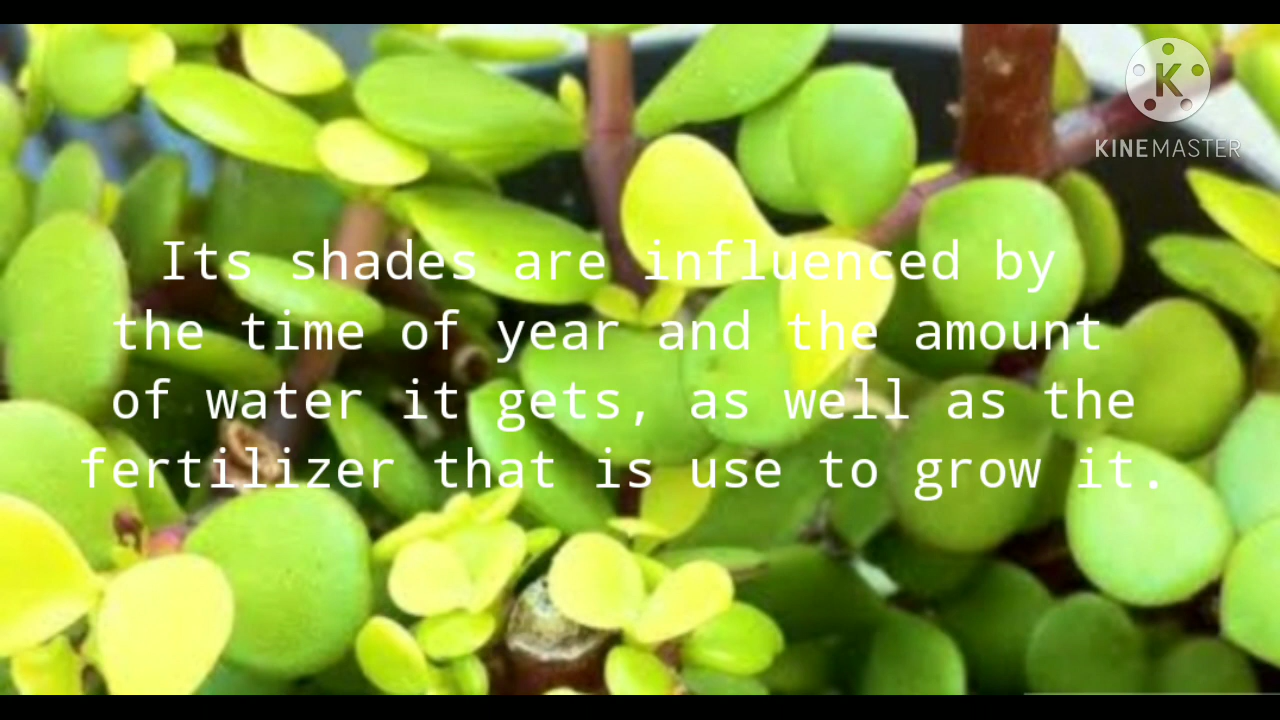 K
KINEMASTER
Its shades are influenced by
the time of year and the amount
of water it gets, as well as the
fertilizer that is use to grow it.